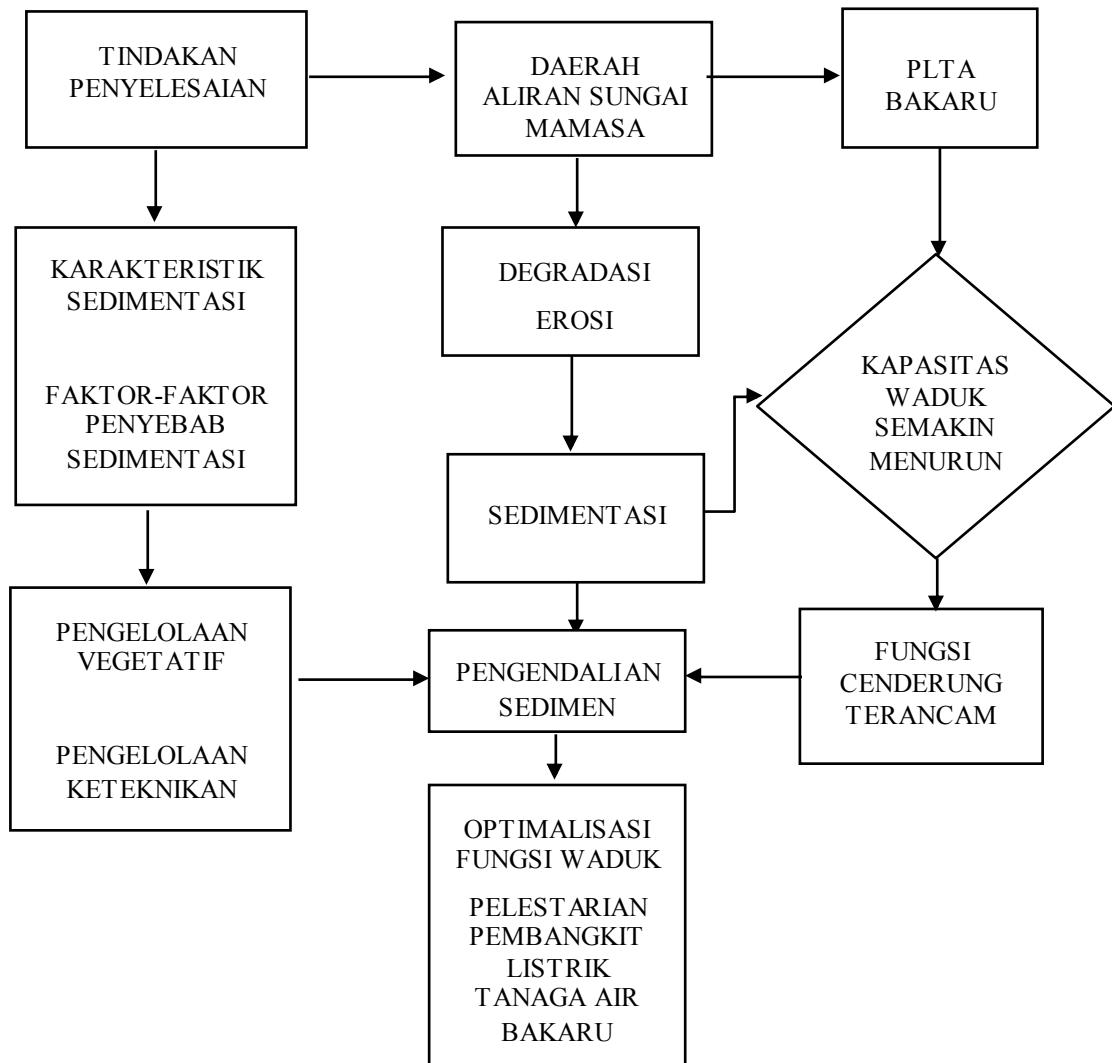 TINDAKAN
PENYELESAIAN
DAERAH
ALIRAN SUNGAI
MAMASA
PLTA
BAKARU
KARAKTERISTIK
SEDIMENTASI
FAKTOR-FAKTOR
PENYEBAB
SEDIMENTASI
DEGRADASI
EROSI
KAPASITAS
WADUK
SEMAKIN
MENURUN
SEDIMENTASI
PENGELOLAAN
VEGETATIF
PENGELOLAAN
KETEKNIKAN
PENGENDALIAN
SEDIMEN
FUNGSI
CENDERUNG
TERANCAM
OPTIMALISASI
FUNGSI WADUK
PELESTARIAN
PEMBANGKIT
LISTRIK
TANAGA AIR
BAKARU